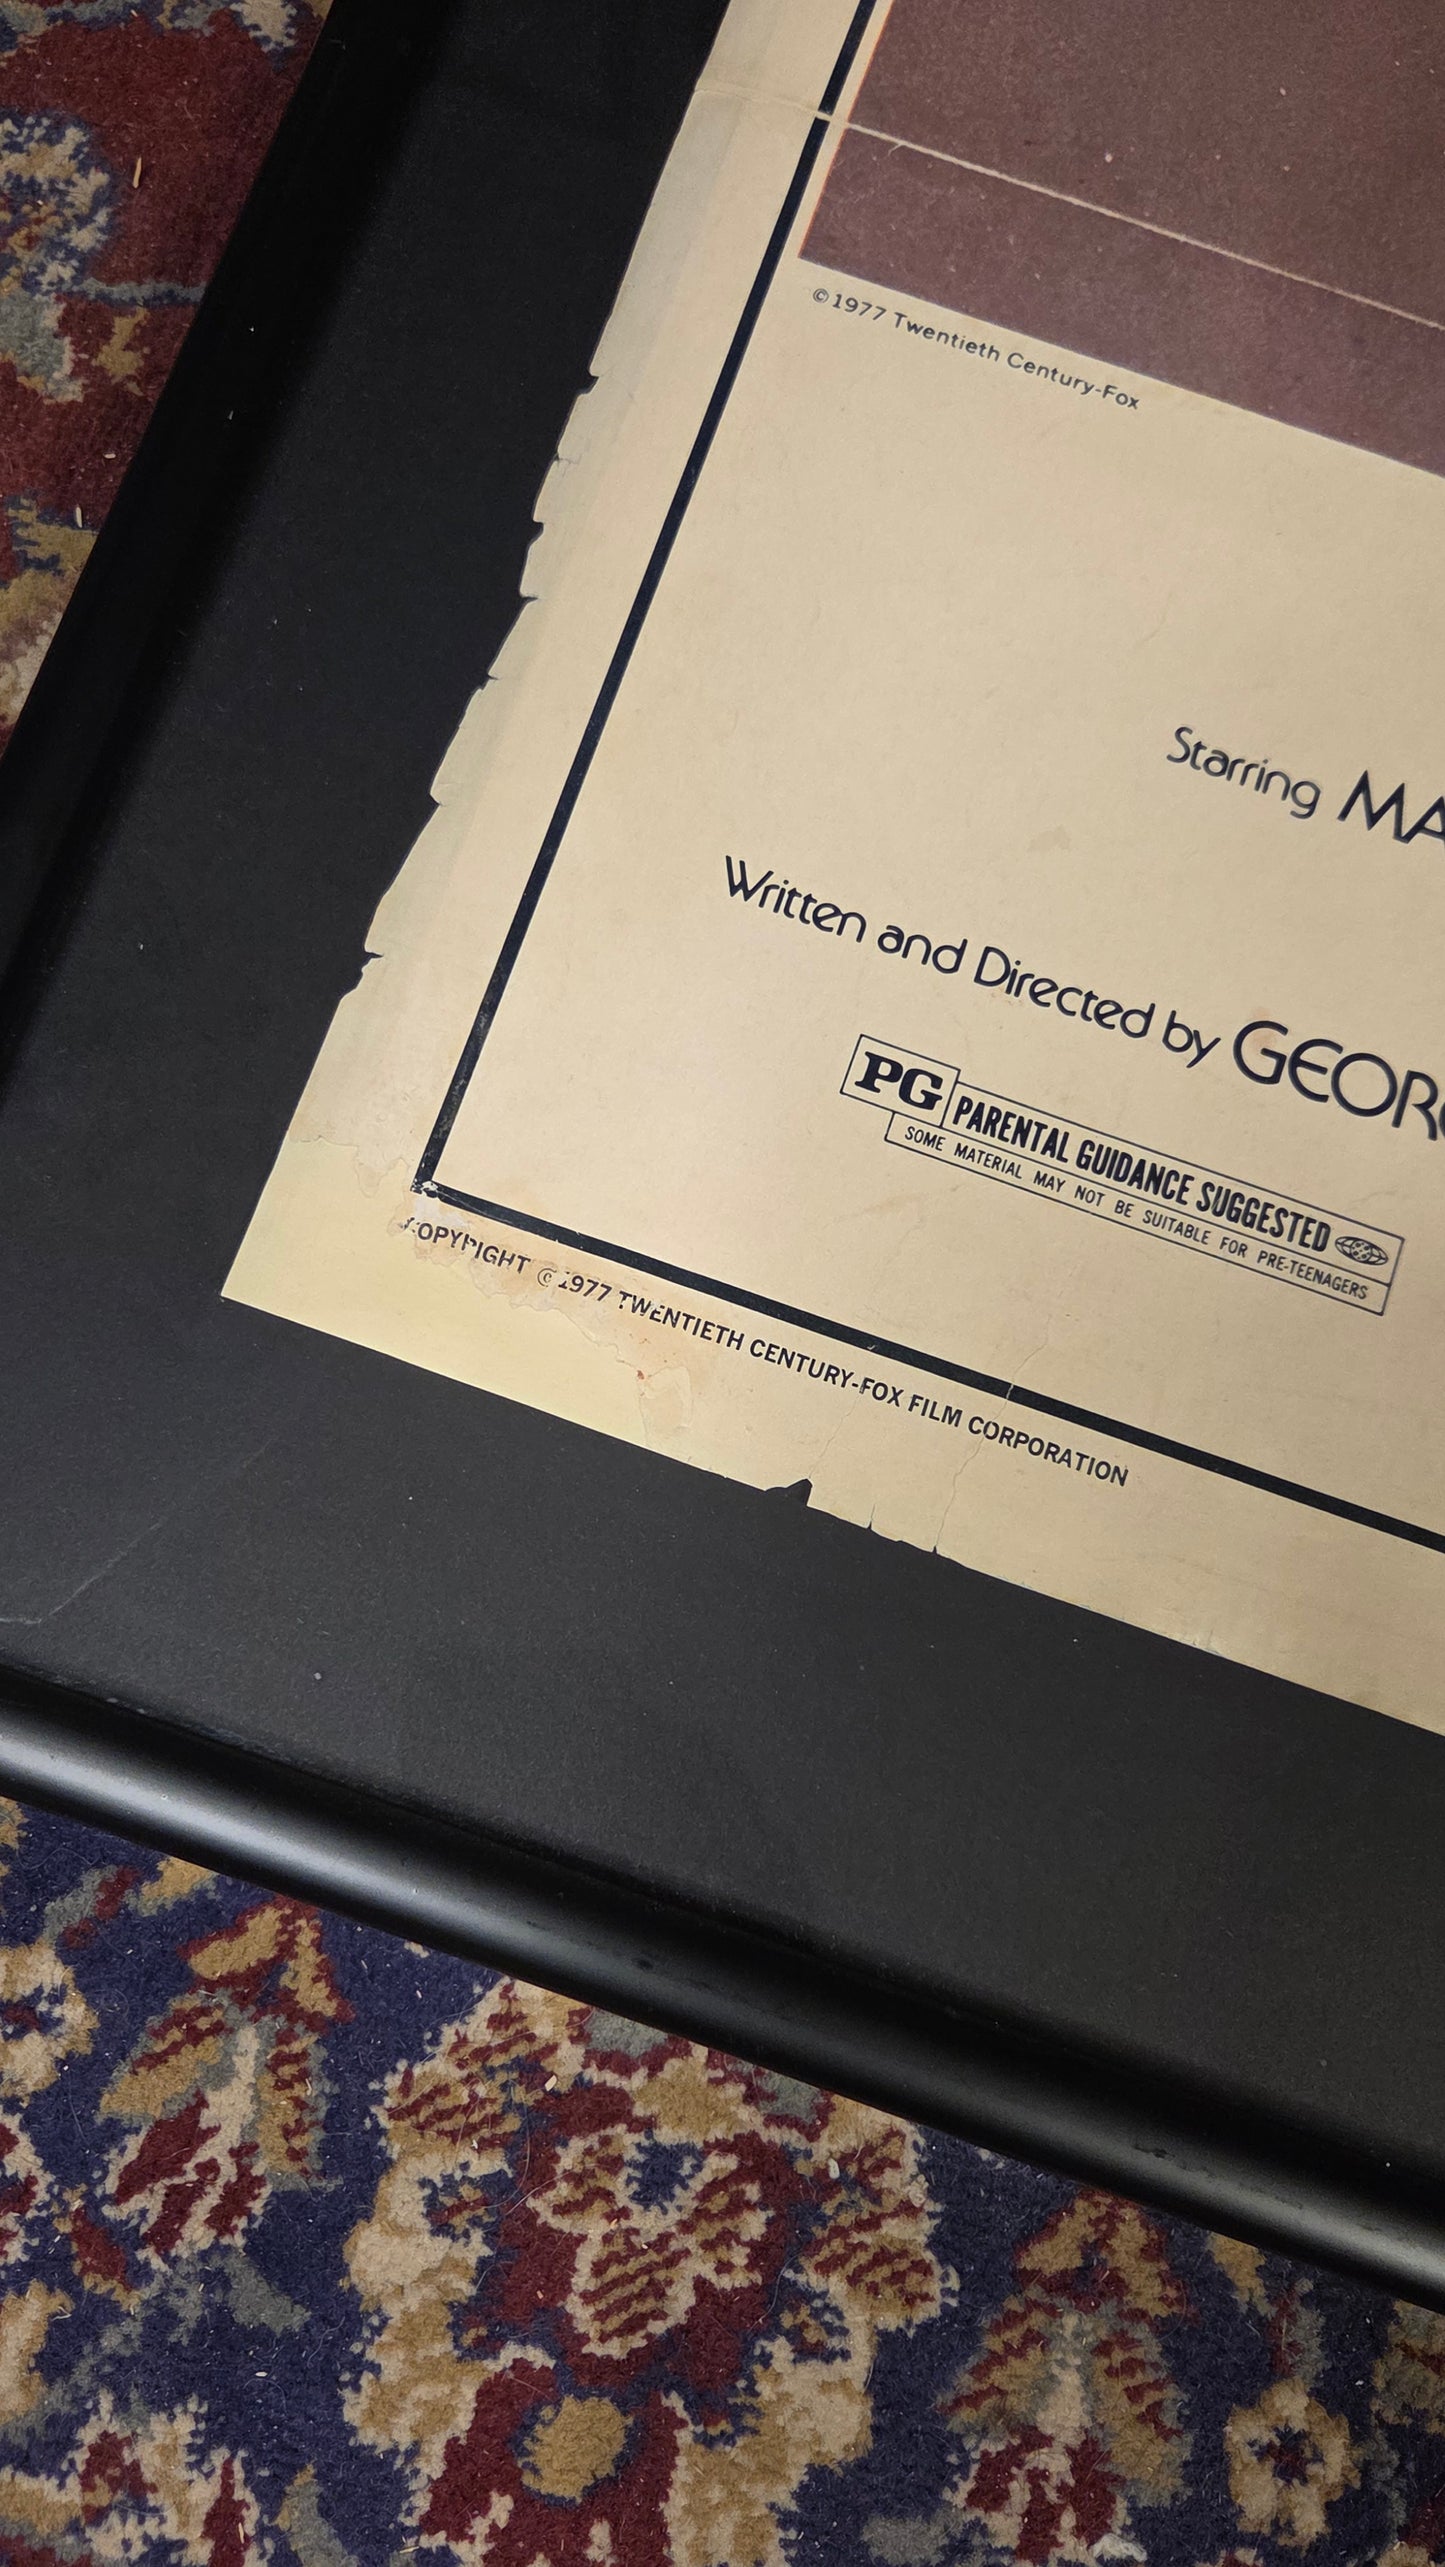 ©1977 Twentieth Century-Fox
Starring MA
Written and Directed by GEOR
PG PARENTAL GUIDANCE SUGGESTED
SOME MATERIAL MAY NOT BE SUITABLE FOR PRE-TEENAGERS
COPYRIGHT ©1977 TWENTIETH CENTURY-FOX FILM CORPORATION